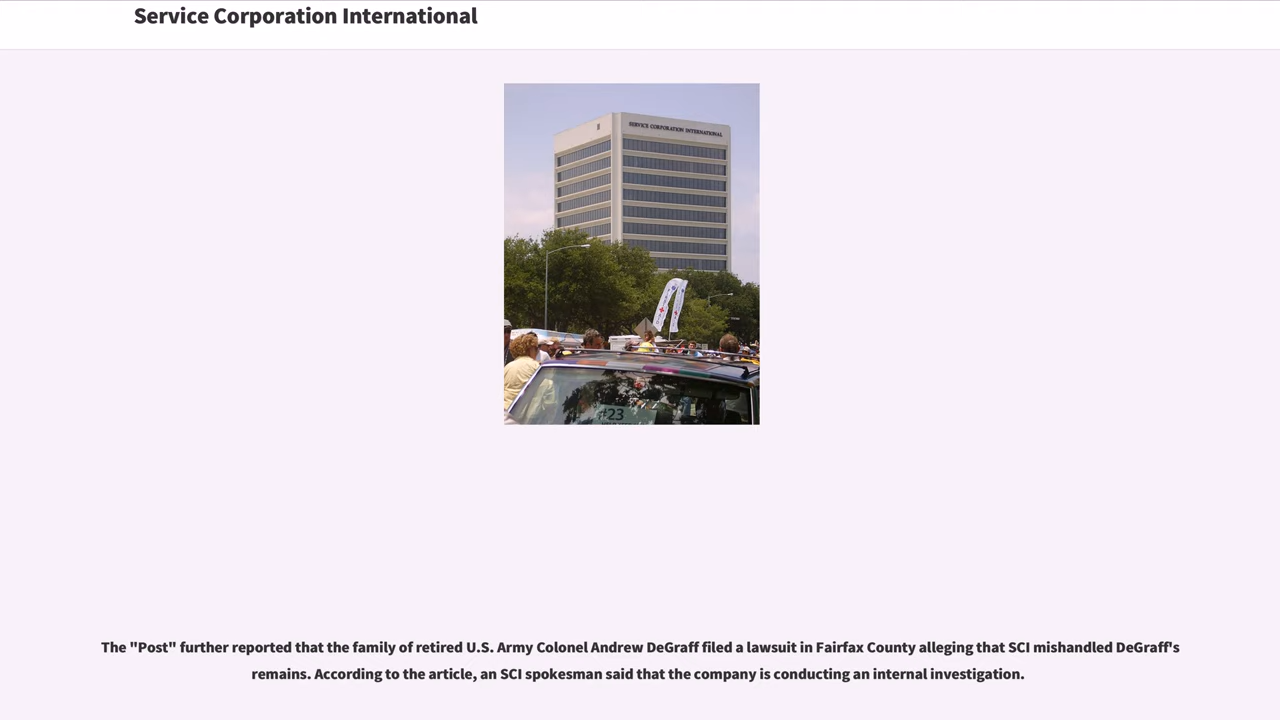 Service Corporation International
SERVICE CORPORATION INTERNATIONAL
#23
The "Post" further reported that the family of retired U.S. Army Colonel Andrew DeGraff filed a lawsuit in Fairfax County alleging that SCI mishandled DeGraff's
remains. According to the article, an SCI spokesman said that the company is conducting an internal investigation.